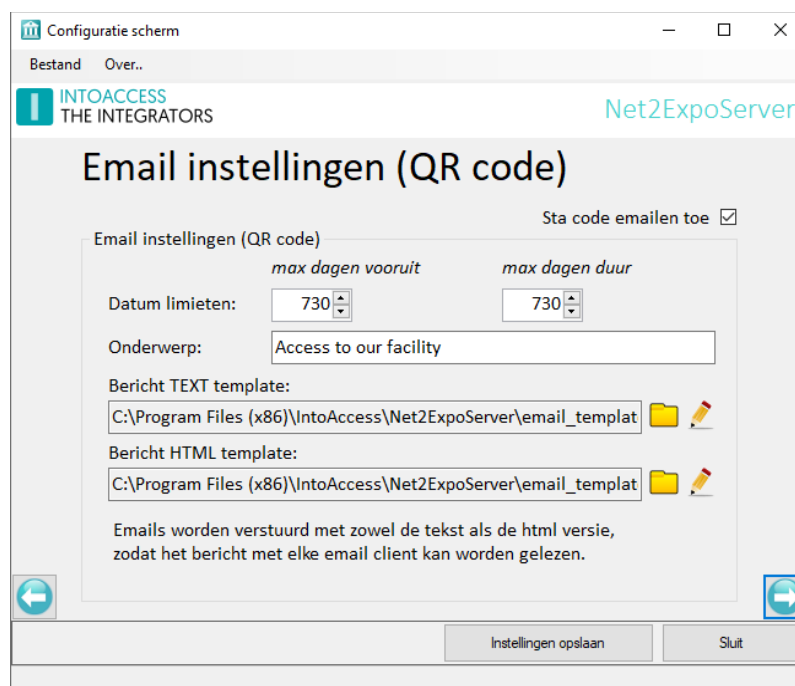 Configuratie scherm
Bestand Over..
INTOACCESS
THE INTEGRATORS
Net2ExpoServer
Email instellingen (QR code)
Sta code emailen toe
Email instellingen (QR code)
max dagen vooruit max dagen duur
Datum limieten: 730 730
Onderwerp: Access to our facility
Bericht TEXT template:
C:\Program Files (x86)\IntoAccess\Net2ExpoServer\email_templat
Bericht HTML template:
C:\Program Files (x86)\IntoAccess\Net2ExpoServer\email_templat
Emails worden verstuurd met zowel de tekst als de html versie,
zodat het bericht met elke email client kan worden gelezen.
Instellingen opslaan Sluit